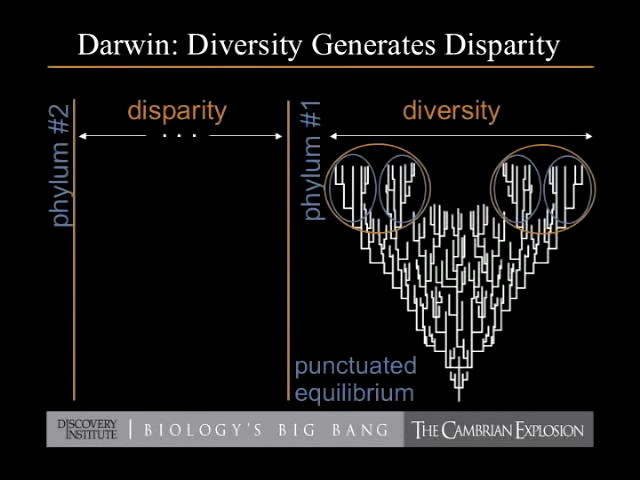 Darwin: Diversity Generates Disparity
phylum #2
disparity
. . .
phylum #1
diversity
punctuated
equilibrium
DISCOVERY
INSTITUTE
BIOLOGY'S BIG BANG
THE CAMBRIAN EXPLOSION